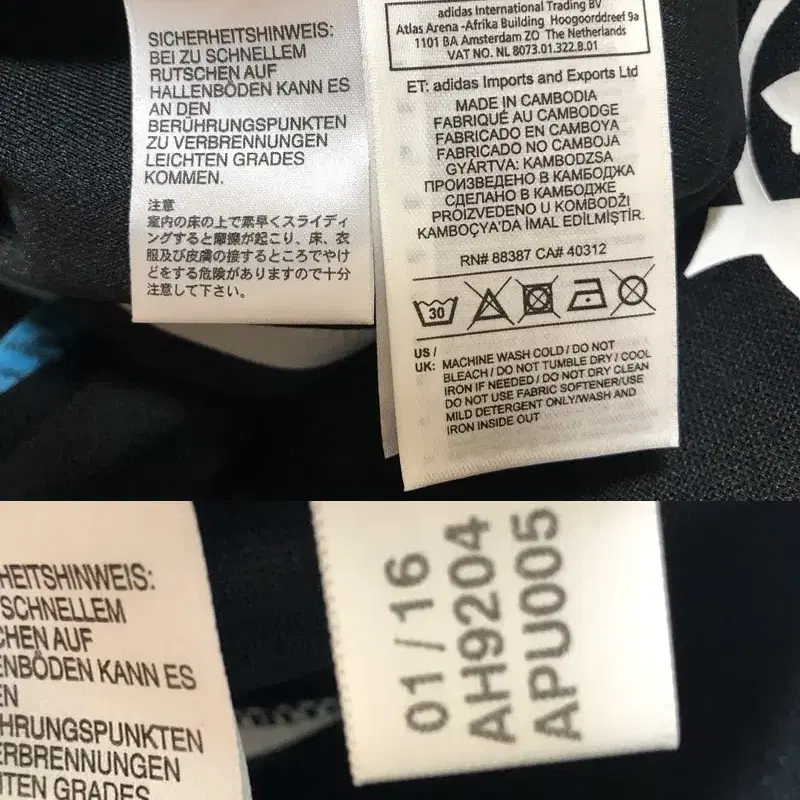 SICHERHEITSHINWEIS:
BEI ZU SCHNELLEM
RUTSCHEN AUF
HALLENBÖDEN KANN ES
AN DEN
BERÜHRUNGSPUNKTEN
ZU VERBRENNUNGEN
LEICHTEN GRADES
KOMMEN.
注意
室内の床の上で素早くスライディ
ングすると摩擦が起こり、床、衣
服及び皮膚の接するところでやけ
どをする危険がありますので十分
注意して下さい。
adidas International Trading BV
Atlas Arena -Afrika Building Hoogoorddreef 9a
1101 BA Amsterdam ZO The Netherlands
VAT NO. NL 8073.01.322.B.01
ET: adidas Imports and Exports Ltd
MADE IN CAMBODIA
FABRIQUÉ AU CAMBODGE
FABRICADO EN CAMBOYA
FABRICADO NO CAMBOJA
GYÁRTVA: KAMBODZSA
ПРОИЗВЕДЕНО В КАМБОДЖА
СДЕЛАНО В КАМБОДЖЕ
PROIZVEDENO U KOMBODŽI
KAMBOÇYA'DA İMAL EDİLMİŞTİR.
RN# 88387 CA# 40312
30
US /
UK: MACHINE WASH COLD / DO NOT
BLEACH / DO NOT TUMBLE DRY / COOL
IRON IF NEEDED / DO NOT DRY CLEAN
DO NOT USE FABRIC SOFTENER/USE
MILD DETERGENT ONLY/WASH AND
IRON INSIDE OUT
HEITSHINWEIS:
SCHNELLEM
CHEN AUF
ENBÖDEN KANN ES
EN
HRUNGSPUNKTEN
ERBRENNUNGEN
HTEN GRADES
01 / 16
AH9204
APU005